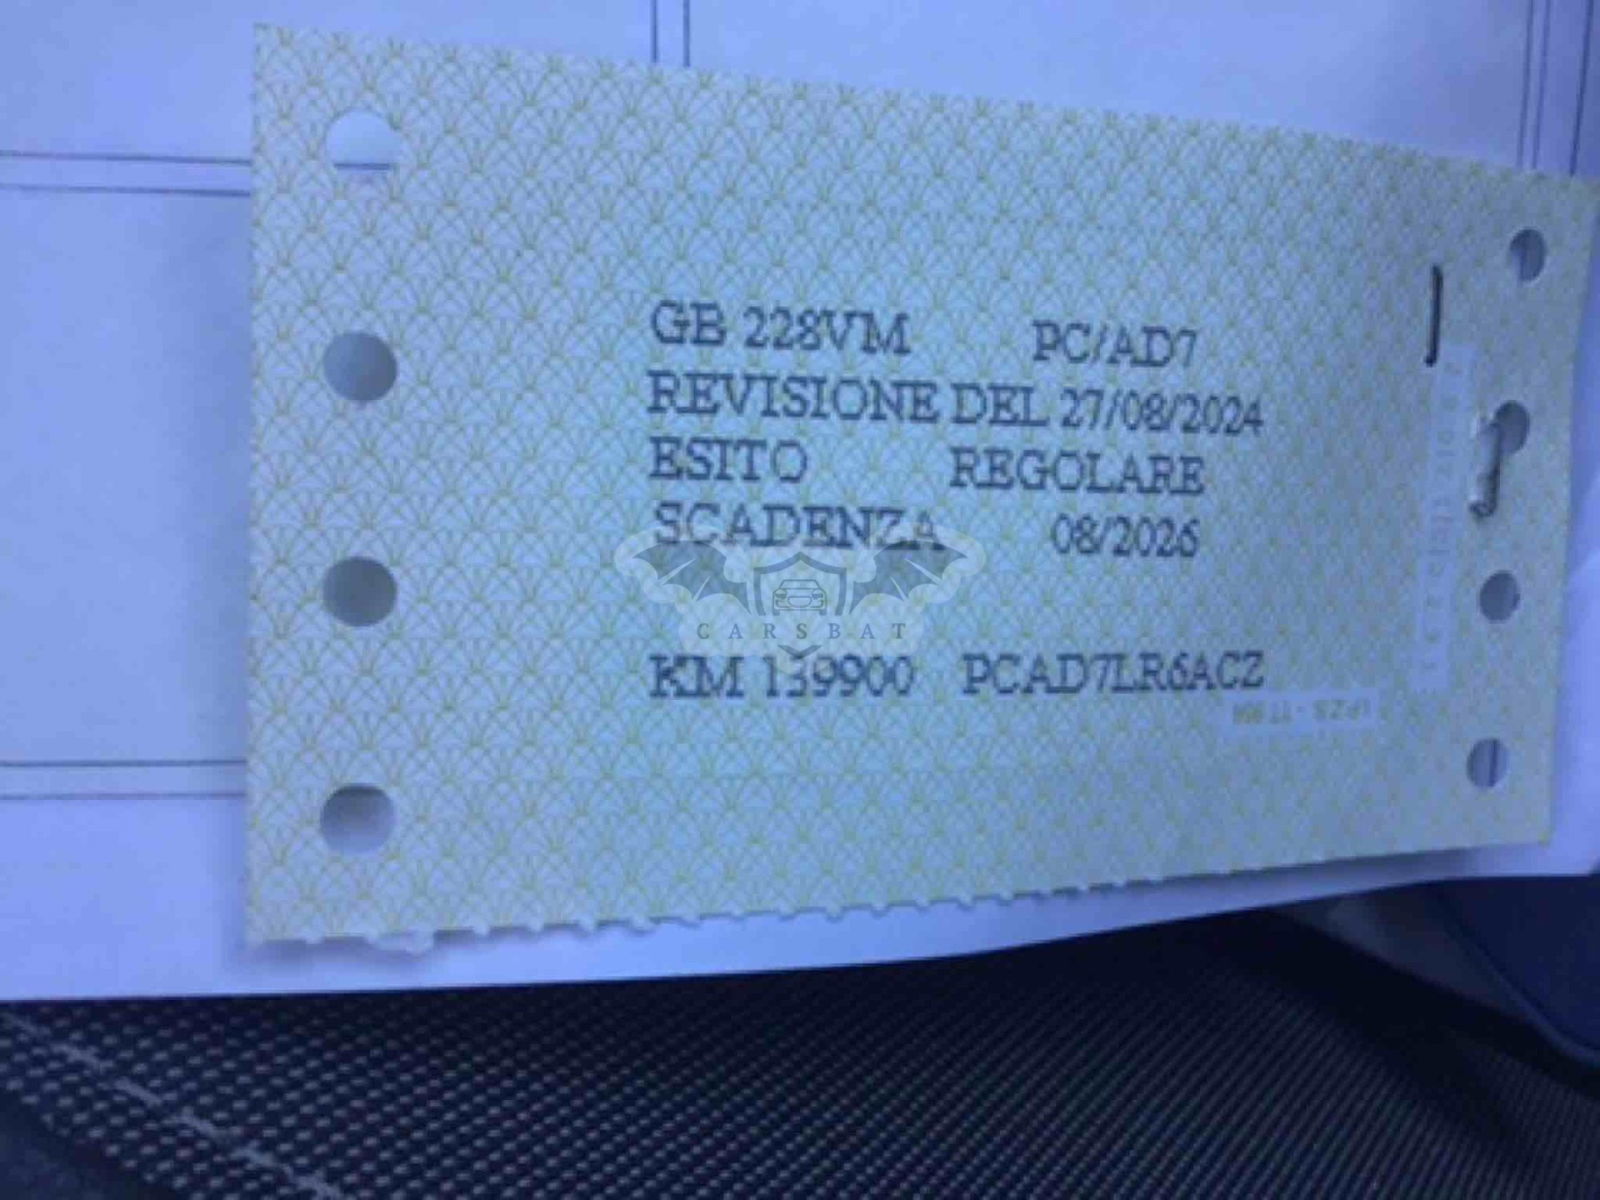 GB 228VM PC/AD7
REVISIONE DEL 27/08/2024
ESITO REGOLARE
SCADENZA 08/2026
CARSBAT
KM 139900 PCAD7LR6ACZ